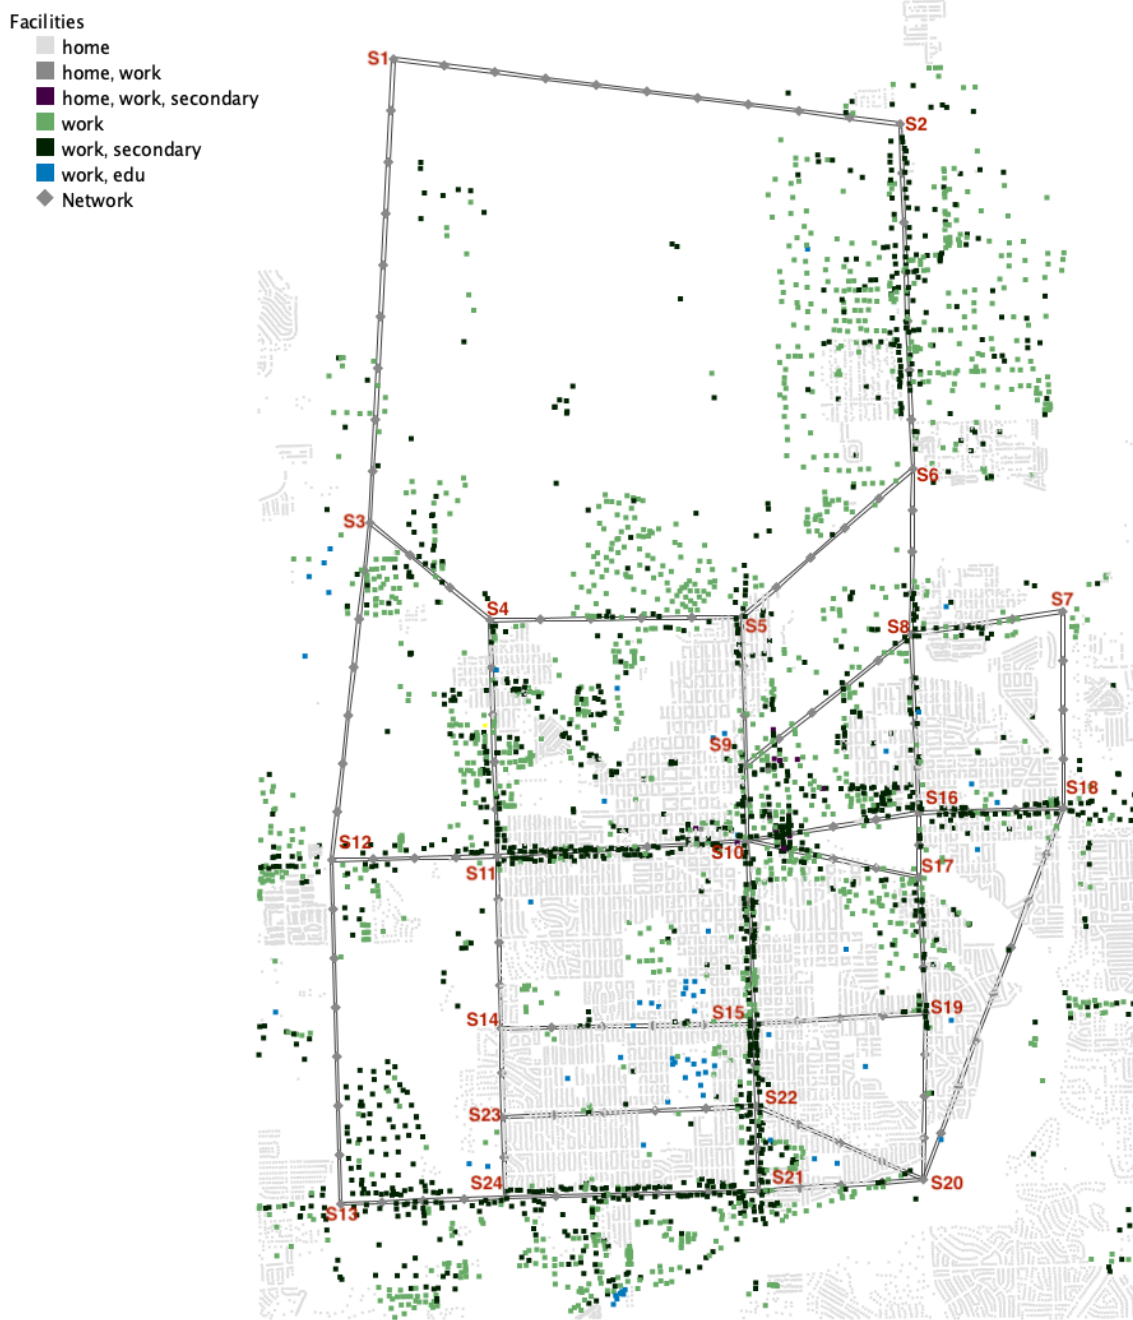 Facilities
home
home, work
home, work, secondary
work
work, secondary
work, edu
Network
S1
S2
S6
S3
S7
S4
S5
S8
S9
S18
S16
S12
S10
S17
S11
S19
S15
S14
S22
S23
S21
S24
S20
S13